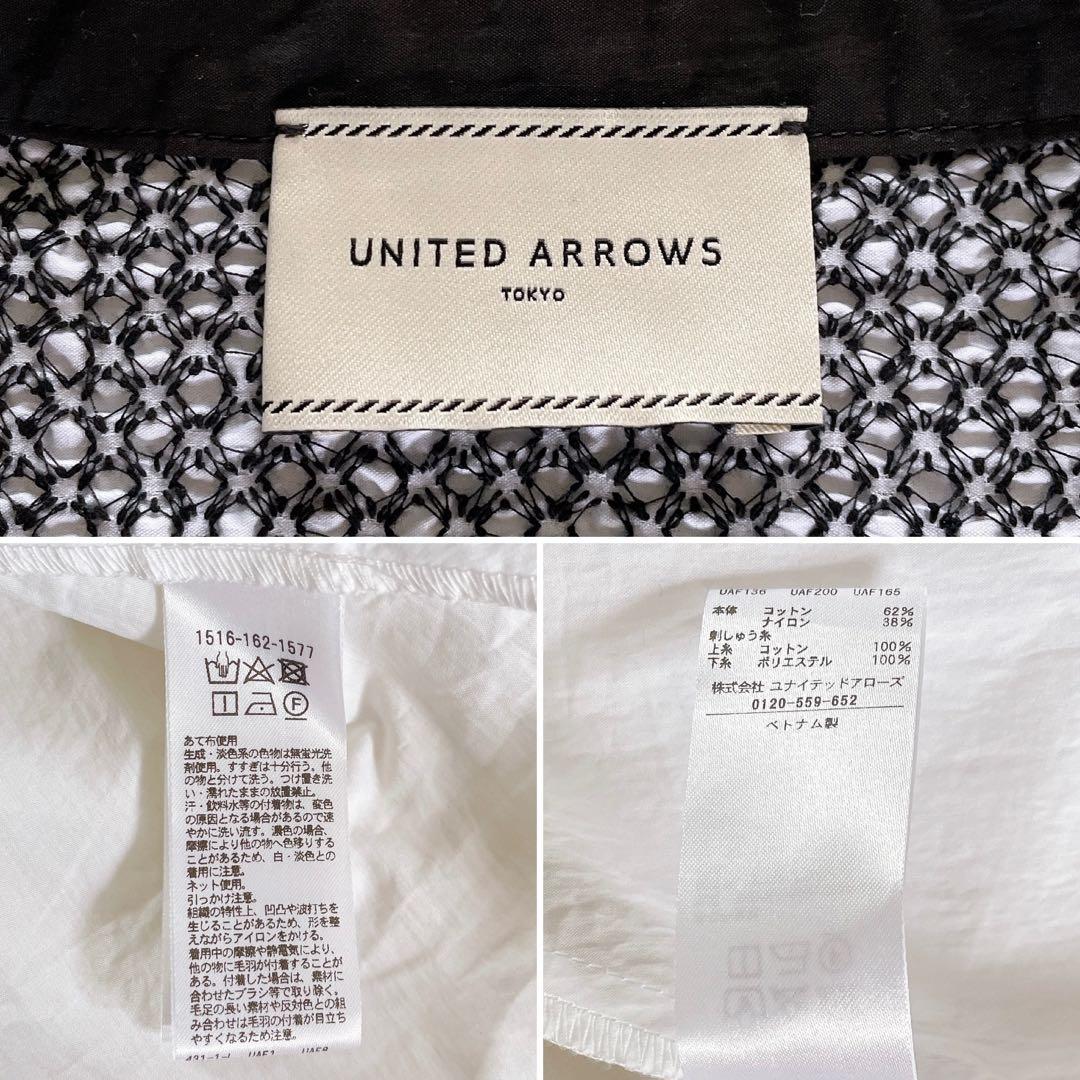 UNITED ARROWS
TOKYO
1516-162-1577
F
あて布使用
生成・淡色系の色物は無蛍光洗
剤使用。すすぎは十分行う。他
の物と分けて洗う。つけ置き洗
い・濡れたままの放置禁止。
汗・飲料水等の付着物は、変色
の原因となる場合があるので速
やかに洗い流す。濃色の場合、
摩擦により他の物へ色移りする
ことがあるため、白・淡色との
着用に注意。
ネット使用。
引っかけ注意。
組織の特性上、凹凸や波打ちを
生じることがあるため、形を整
えながらアイロンをかける。
着用中の摩擦や静電気により、
他の物に毛羽が付着することが
ある。付着した場合は、素材に
合わせたブラシ等で取り除く。
毛足の長い素材や反対色との組
み合わせは毛羽の付着が目立ち
やすくなるため注意。
UAF136 UAF200 UAF165
本体 コットン 62%
ナイロン 38%
刺しゅう糸
上糸 コットン 100%
下糸 ポリエステル 100%
株式会社 ユナイテッドアローズ
0120-559-652
ベトナム製